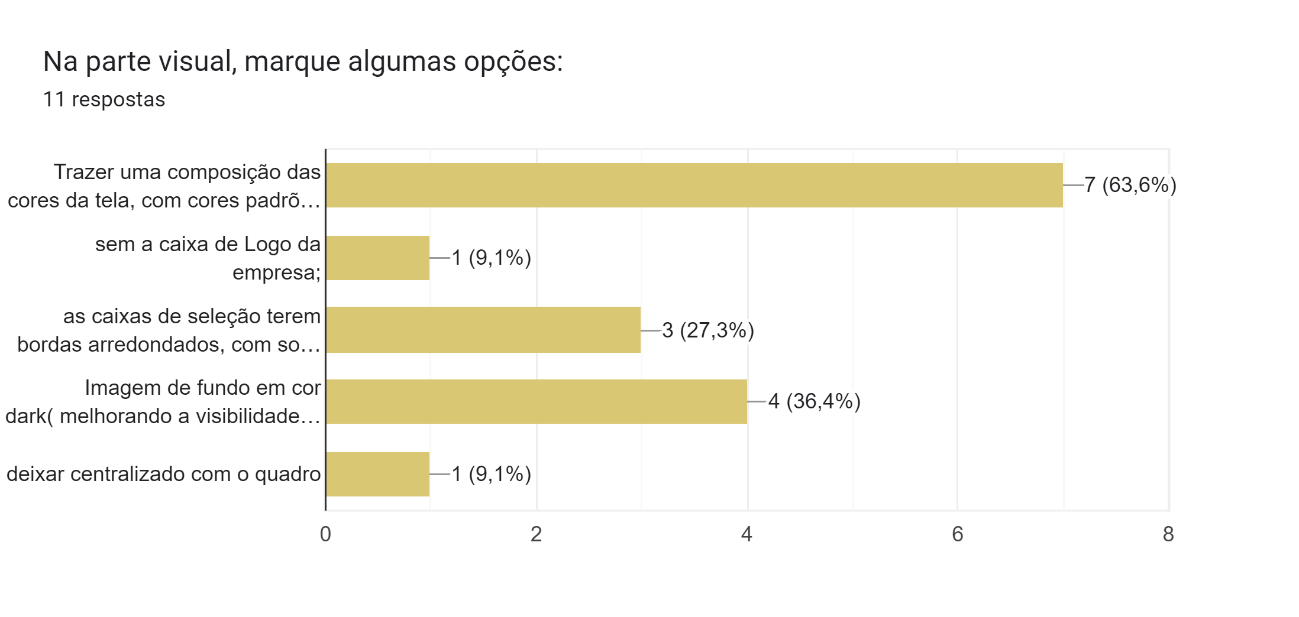 Na parte visual, marque algumas opções:
11 respostas
Trazer uma composição das
cores da tela, com cores padrõ…
7 (63,6%)
sem a caixa de Logo da
empresa;
1 (9,1%)
as caixas de seleção terem
bordas arredondados, com so…
3 (27,3%)
Imagem de fundo em cor
dark( melhorando a visibilidade…
4 (36,4%)
deixar centralizado com o quadro
1 (9,1%)
0 2 4 6 8